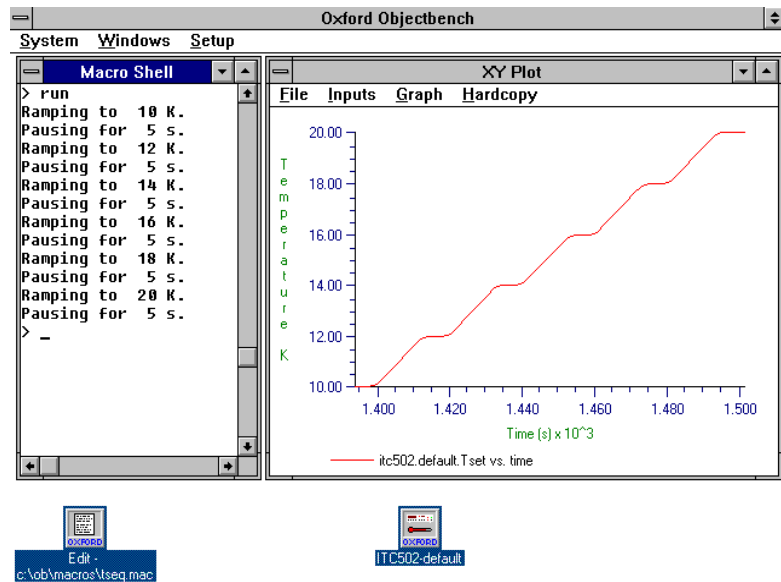 Oxford Objectbench
System Windows Setup
Macro Shell
> run
Ramping to 10 K.
Pausing for 5 s.
Ramping to 12 K.
Pausing for 5 s.
Ramping to 14 K.
Pausing for 5 s.
Ramping to 16 K.
Pausing for 5 s.
Ramping to 18 K.
Pausing for 5 s.
Ramping to 20 K.
Pausing for 5 s.
> _
XY Plot
File Inputs Graph Hardcopy
Temperature K
20.00
18.00
16.00
14.00
12.00
10.00
1.400 1.420 1.440 1.460 1.480 1.500
Time (s) x 10^3
itc502.default.Tset vs. time
OXFORD
Edit -
c:\ob\macros\tseq.mac
OXFORD
ITC502-default